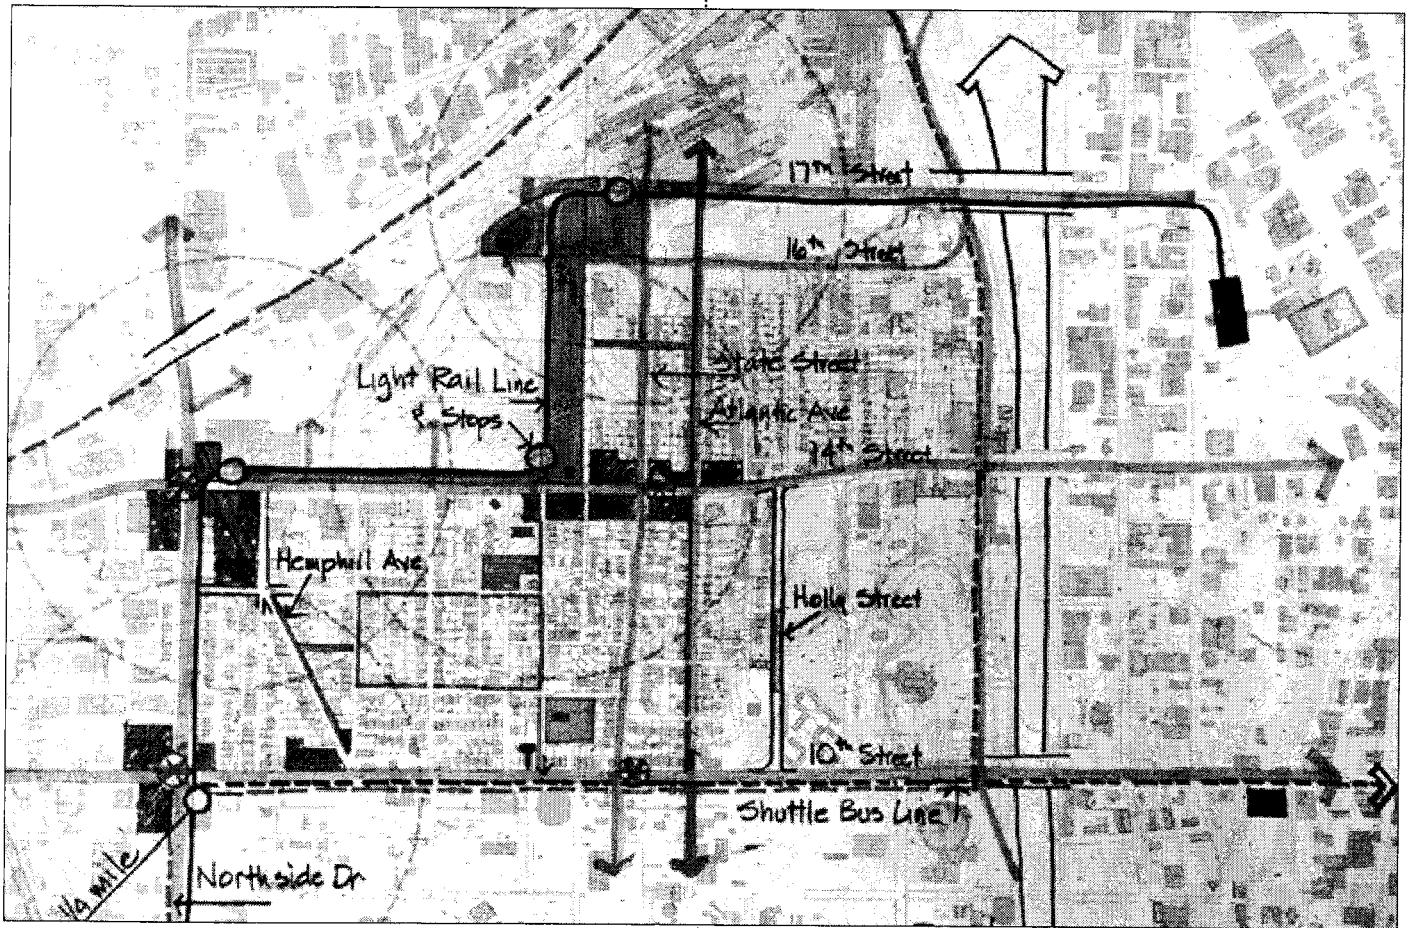 17th Street
16th Street
Light Rail Line
& Stops
State Street
Atlantic Ave
14th Street
Hemphill Ave
Holly Street
10th Street
Shuttle Bus Line
1/4 mile
Northside Dr